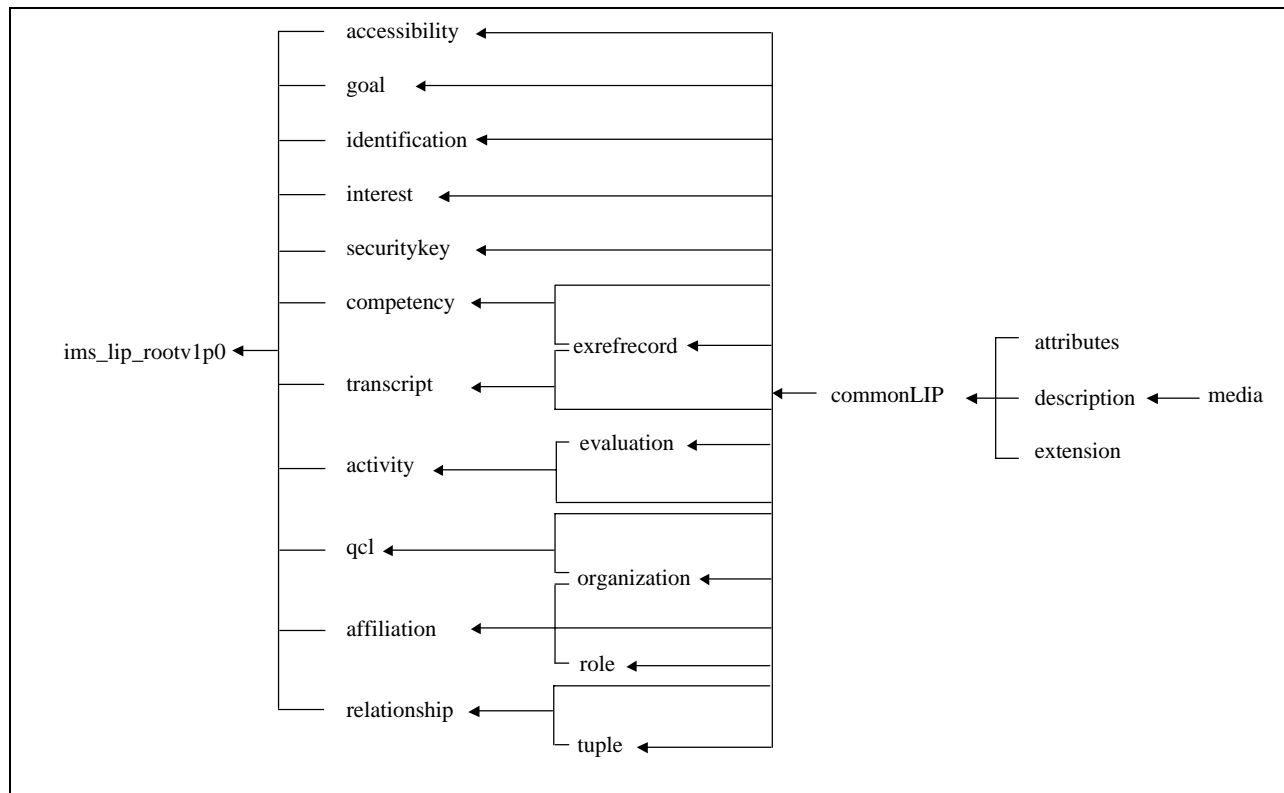 accessibility
goal
identification
interest
securitykey
competency
exrefrecord
ims_lip_rootv1p0
attributes
transcript
commonLIP
description
media
evaluation
activity
extension
qcl
organization
affiliation
role
relationship
tuple